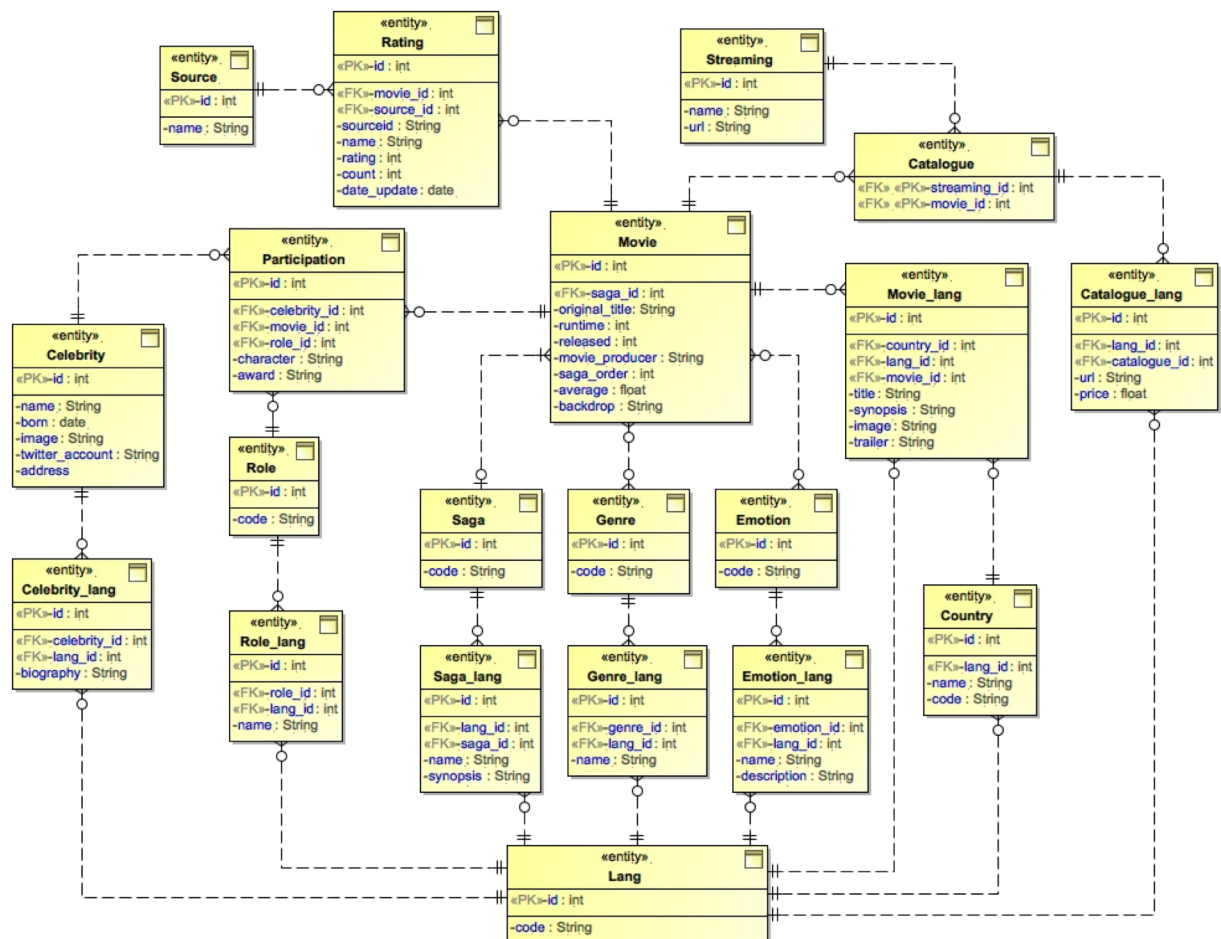 «entity»
Source
«PK»-id : int
-name : String
«entity»
Rating
«PK»-id : int
«FK»-movie_id : int
«FK»-source_id : int
-sourceid : String
-name : String
-rating : int
-count : int
-date_update : date
«entity»
Streaming
«PK»-id : int
-name : String
-url : String
«entity»
Catalogue
«FK» «PK»-streaming_id : int
«FK» «PK»-movie_id : int
«entity»
Participation
«PK»-id : int
«FK»-celebrity_id : int
«FK»-movie_id : int
«FK»-role_id : int
-character : String
-award : String
«entity»
Movie
«PK»-id : int
«FK»-saga_id : int
-original_title: String
-runtime : int
-released : int
-movie_producer : String
-saga_order : int
-average : float
-backdrop : String
«entity»
Movie_lang
«PK»-id : int
«FK»-country_id : int
«FK»-lang_id : int
«FK»-movie_id : int
-title : String
-synopsis : String
-image : String
-trailer : String
«entity»
Catalogue_lang
«PK»-id : int
«FK»-lang_id : int
«FK»-catalogue_id : int
-url : String
-price : float
«entity»
Celebrity
«PK»-id : int
-name : String
-born : date
-image : String
-twitter_account : String
-address
«entity»
Role
«PK»-id : int
-code : String
«entity»
Saga
«PK»-id : int
-code : String
«entity»
Genre
«PK»-id : int
-code : String
«entity»
Emotion
«PK»-id : int
-code : String
«entity»
Celebrity_lang
«PK»-id : int
«FK»-celebrity_id : int
«FK»-lang_id : int
-biography : String
«entity»
Role_lang
«PK»-id : int
«FK»-role_id : int
«FK»-lang_id : int
-name : String
«entity»
Saga_lang
«PK»-id : int
«FK»-lang_id : int
«FK»-saga_id : int
-name : String
-synopsis : String
«entity»
Genre_lang
«PK»-id : int
«FK»-genre_id : int
«FK»-lang_id : int
-name : String
«entity»
Emotion_lang
«PK»-id : int
«FK»-emotion_id : int
«FK»-lang_id : int
-name : String
-description : String
«entity»
Country
«PK»-id : int
«FK»-lang_id : int
-name : String
-code : String
«entity»
Lang
«PK»-id : int
-code : String